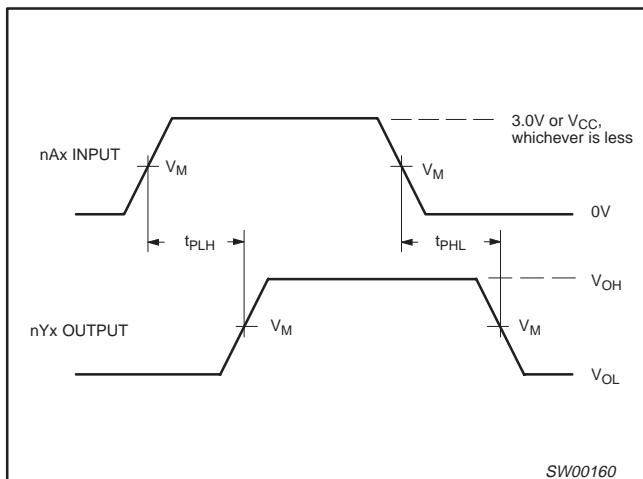 3.0V or VCC,
whichever is less
nAx INPUT
VM
VM
0V
tPLH
tPHL
VOH
nYx OUTPUT
VM
VM
VOL
SW00160